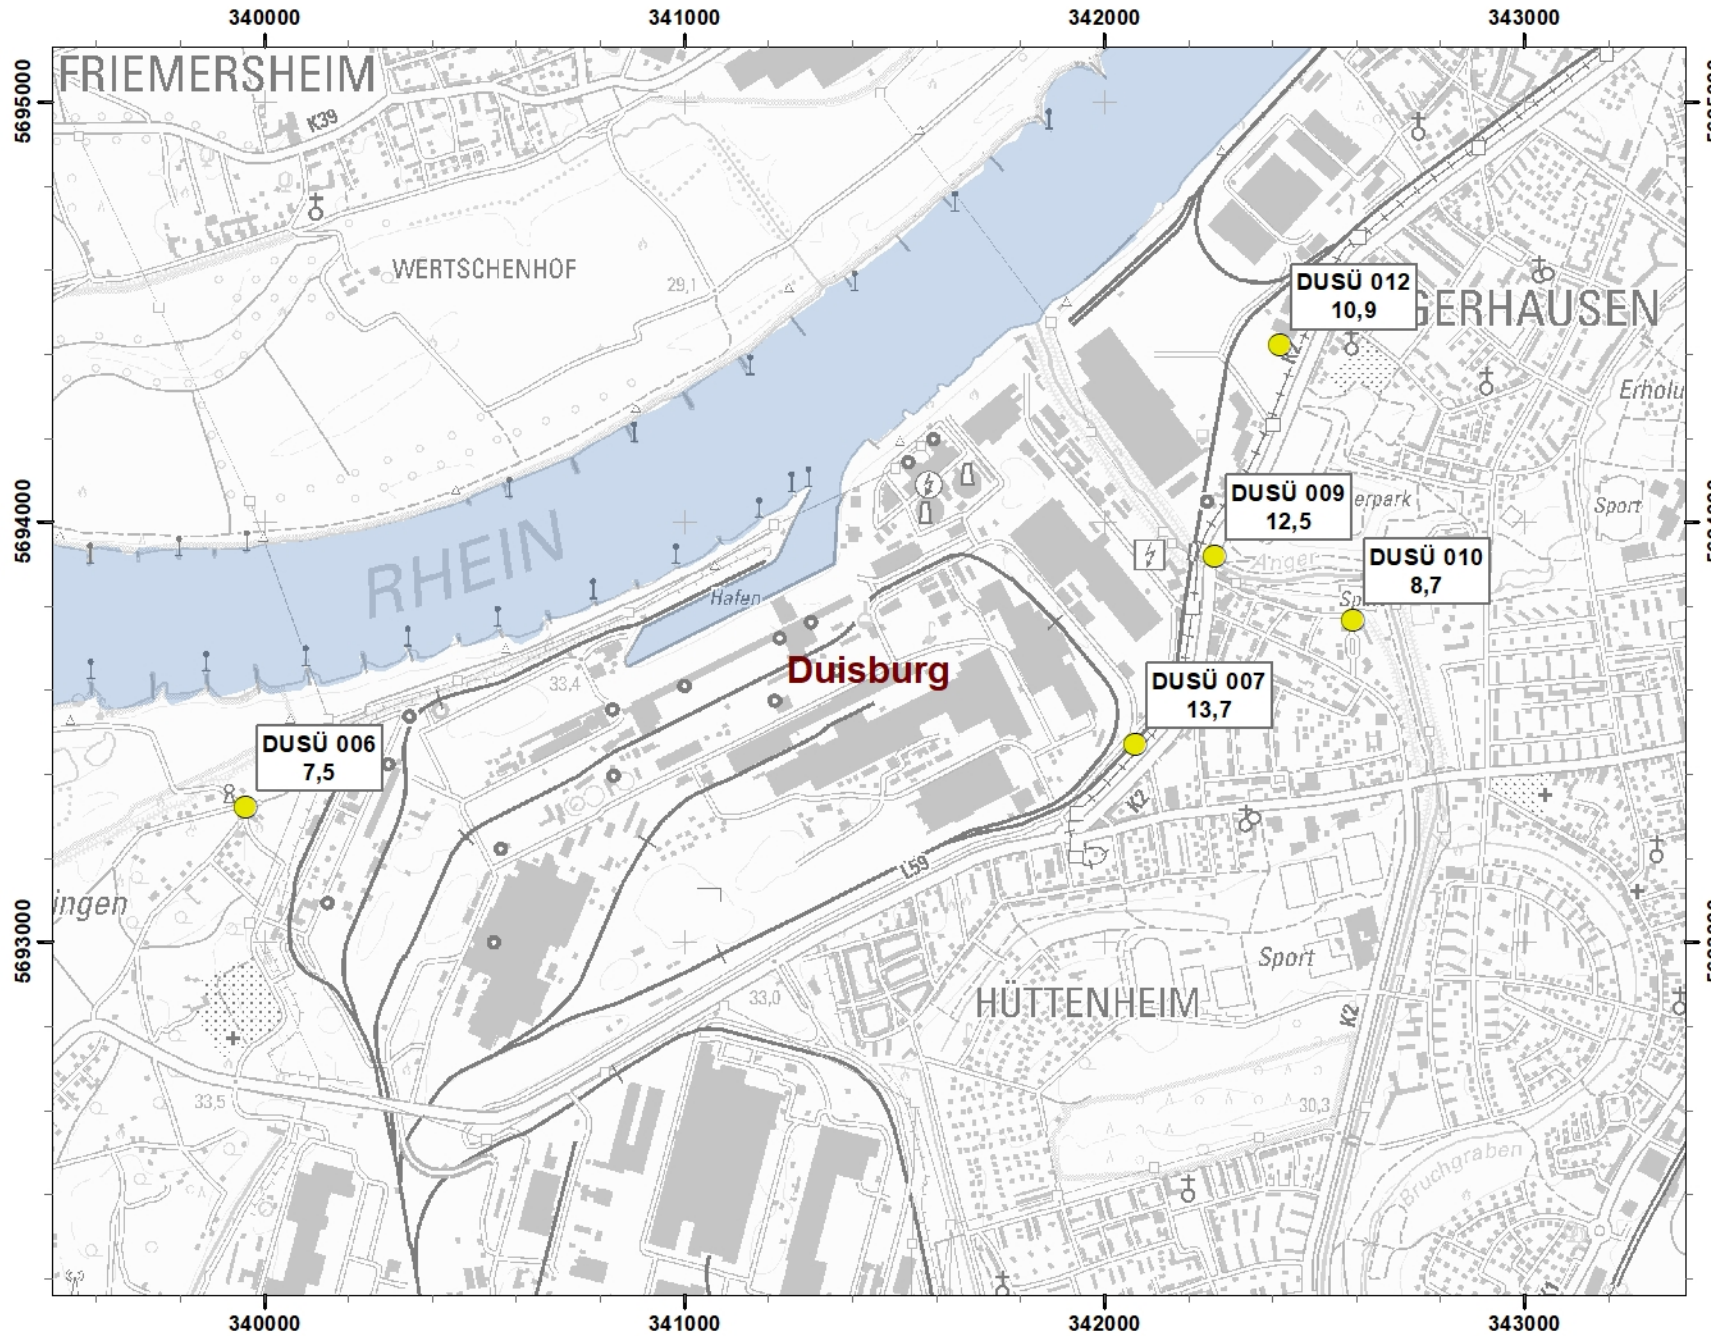 340000
341000
342000
343000
5695000
FRIEMERSHEIM
K39
WERTSCHENHOF
29,1
DUSÜ 012
10,9
GERHAUSEN
Erholu
5694000
RHEIN
DUSÜ 009
12,5
erpark
Sport
Anger
DUSÜ 010
8,7
Hafen
Duisburg
33,4
DUSÜ 007
13,7
DUSÜ 006
7,5
K2
L59
ingen
5693000
Sport
HÜTTENHEIM
33,0
K2
33,5
30,3
Bruchgraben
340000
341000
342000
343000